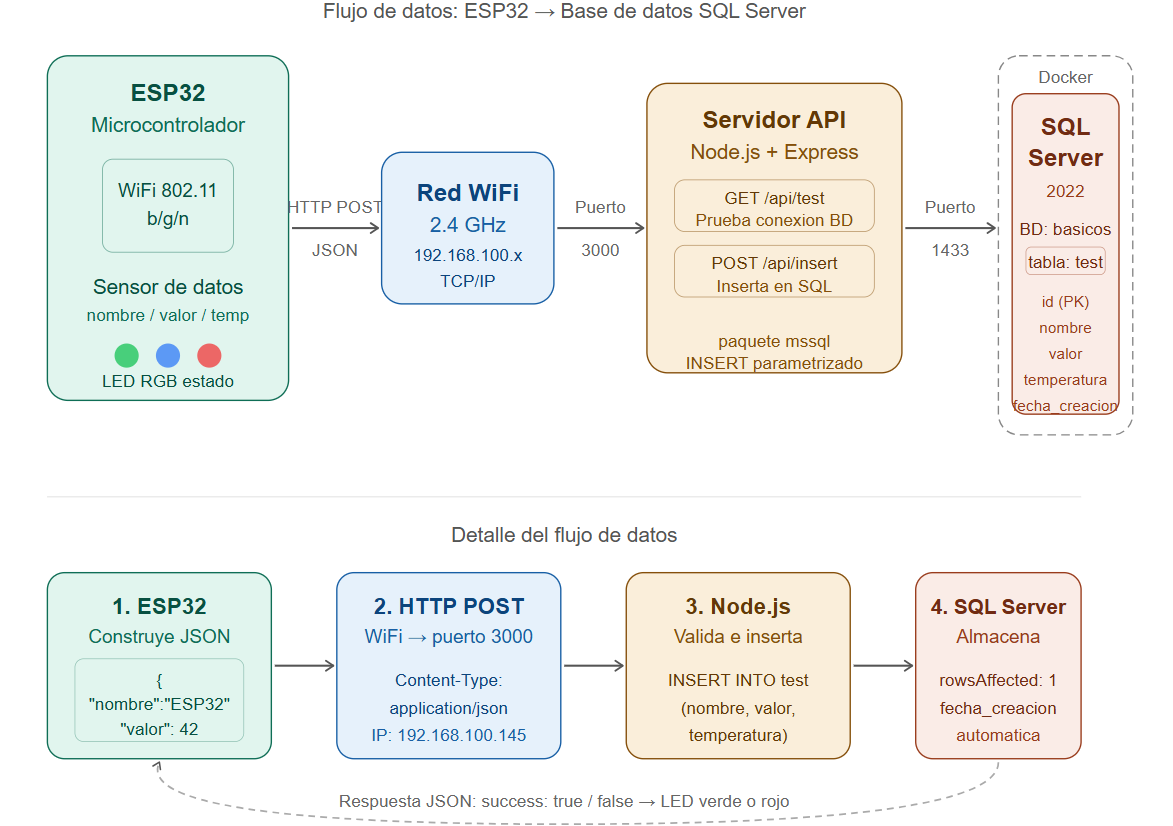 Flujo de datos: ESP32 → Base de datos SQL Server
ESP32
Microcontrolador
WiFi 802.11
b/g/n
Sensor de datos
nombre / valor / temp
LED RGB estado
HTTP POST
JSON
Red WiFi
2.4 GHz
192.168.100.x
TCP/IP
Puerto
3000
Servidor API
Node.js + Express
GET /api/test
Prueba conexion BD
POST /api/insert
Inserta en SQL
paquete mssql
INSERT parametrizado
Puerto
1433
Docker
SQL
Server
2022
BD: basicos
tabla: test
id (PK)
nombre
valor
temperatura
fecha_creacion
Detalle del flujo de datos
1. ESP32
Construye JSON
{
"nombre":"ESP32"
"valor": 42
2. HTTP POST
WiFi → puerto 3000
Content-Type:
application/json
IP: 192.168.100.145
3. Node.js
Valida e inserta
INSERT INTO test
(nombre, valor,
temperatura)
4. SQL Server
Almacena
rowsAffected: 1
fecha_creacion
automatica
Respuesta JSON: success: true / false → LED verde o rojo